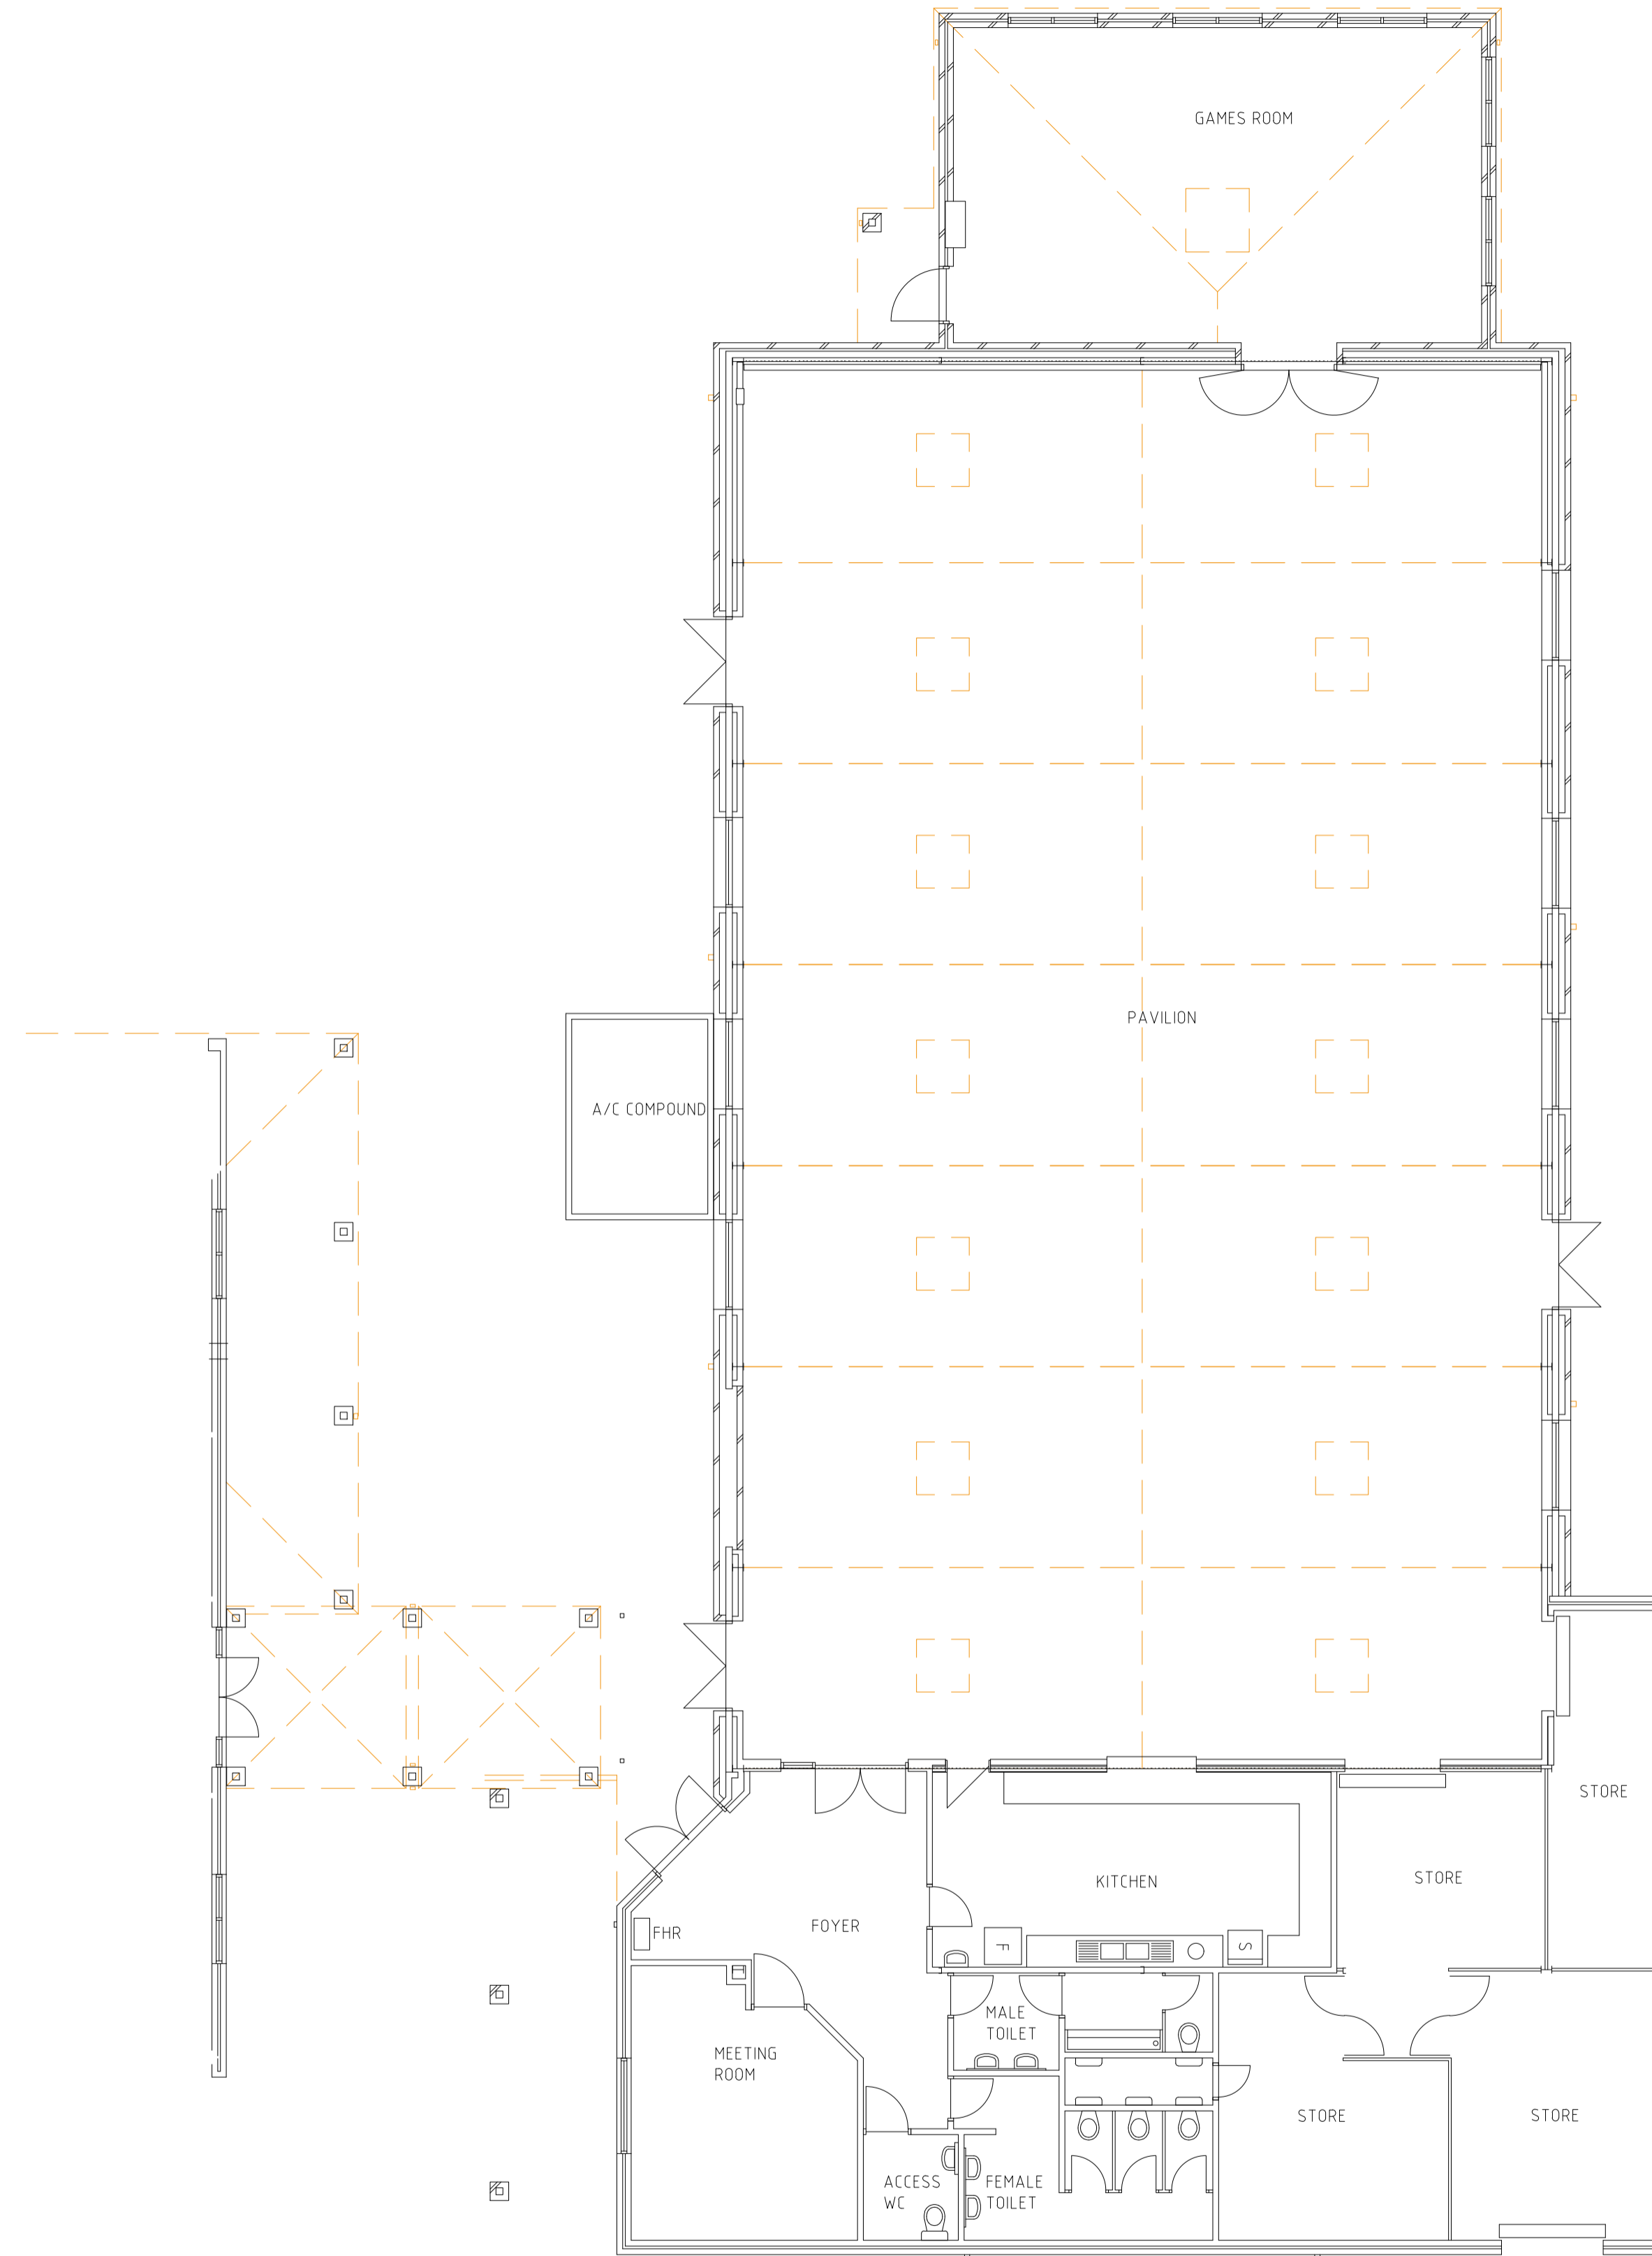 GAMES ROOM
PAVILION
A/C COMPOUND
STORE
STORE
KITCHEN
FOYER
FHR
F
S
MALE
TOILET
MEETING
ROOM
STORE
STORE
ACCESS
WC
FEMALE
TOILET